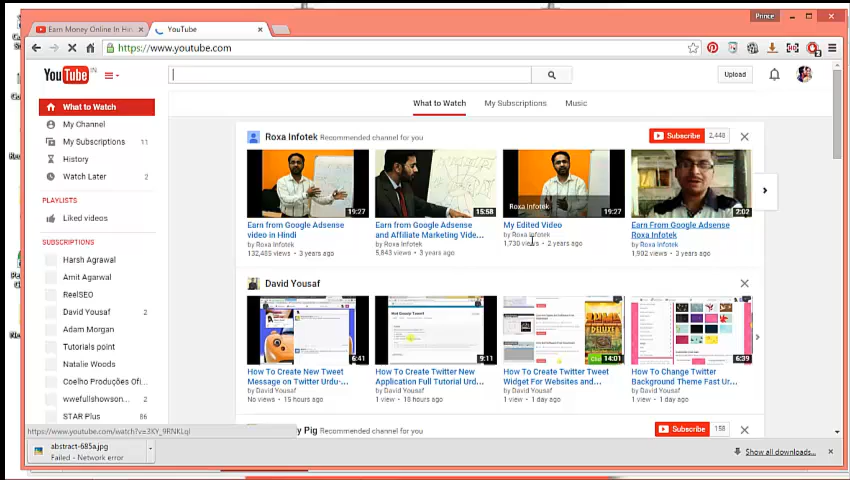 Prince
Earn Money Online In Hin
YouTube
https://www.youtube.com
YouTube IN
Upload
What to Watch
My Subscriptions
Music
What to Watch
My Channel
My Subscriptions 11
History
Watch Later 2
PLAYLISTS
Liked videos
SUBSCRIPTIONS
Harsh Agrawal
Amit Agarwal
ReelSEO
David Yousaf 2
Adam Morgan
Tutorials point
Natalie Woods
Coelho Produções Of...
wwefullshowson...
STAR Plus 86
Roxa Infotek Recommended channel for you
Subscribe 2,448
19:27
15:58
Roxa Infotek
19:27
2:02
Earn from Google Adsense video in Hindi
by Roxa Infotek
132,485 views • 3 years ago
Earn from Google Adsense and Affiliate Marketing Vide...
by Roxa Infotek
5,843 views • 3 years ago
My Edited Video
by Roxa Infotek
1,730 views • 2 years ago
Earn From Google Adsense Roxa Infotek
by Roxa Infotek
1,902 views • 3 years ago
David Yousaf
6:41
9:11
14:01
6:39
How To Create New Tweet Message on Twitter Urdu-...
by David Yousaf
No views • 15 hours ago
How To Create Twitter New Application Full Tutorial Urd...
by David Yousaf
1 view • 18 hours ago
How To Create Twitter Tweet Widget For Websites and...
by David Yousaf
1 view • 1 day ago
How To Change Twitter Background Theme Fast Ur...
by David Yousaf
1 view • 1 day ago
y Pig Recommended channel for you
Subscribe 158
https://www.youtube.com/watch?v=3XY_9RNKLqI
abstract-685a.jpg
Failed - Network error
Show all downloads...